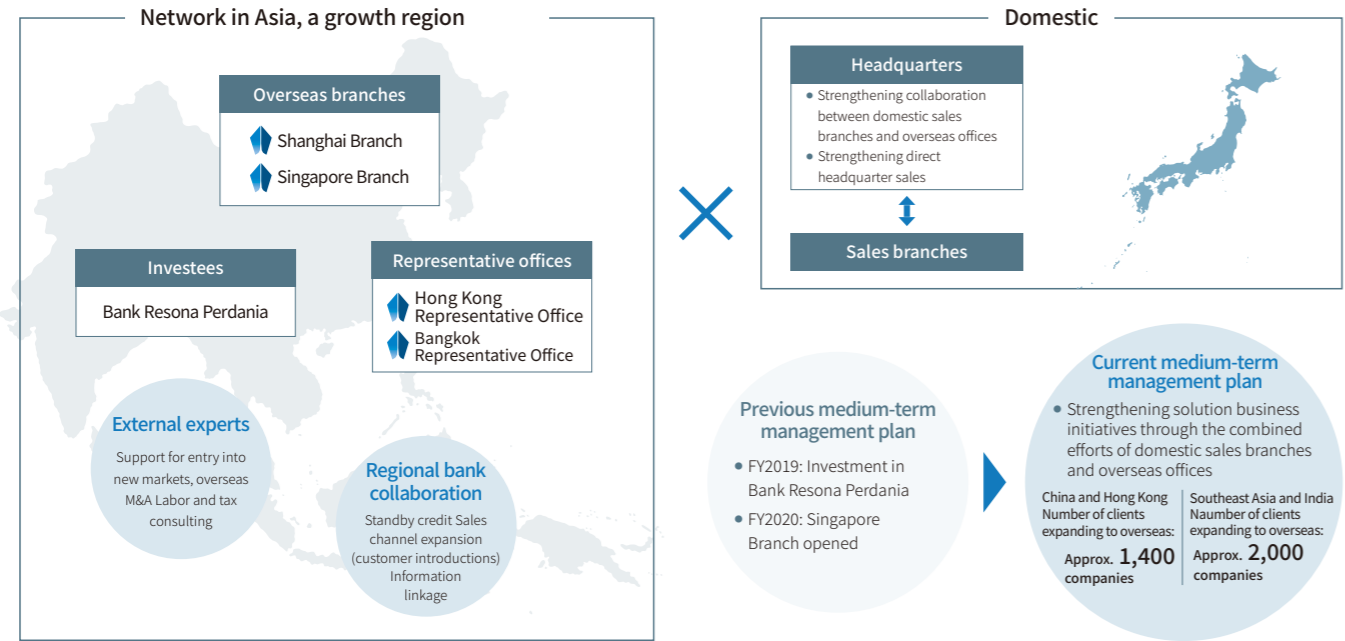 Network in Asia, a growth region
Overseas branches
Shanghai Branch
Singapore Branch
Investees
Bank Resona Perdania
Representative offices
Hong Kong
Representative Office
Bangkok
Representative Office
External experts
Support for entry into
new markets, overseas
M&A Labor and tax
consulting
Regional bank
collaboration
Standby credit Sales
channel expansion
(customer introductions)
Information
linkage
Domestic
Headquarters
• Strengthening collaboration
between domestic sales
branches and overseas offices
• Strengthening direct
headquarter sales
Sales branches
Previous medium-term
management plan
• FY2019: Investment in
Bank Resona Perdania
• FY2020: Singapore
Branch opened
Current medium-term
management plan
• Strengthening solution business
initiatives through the combined
efforts of domestic sales branches
and overseas offices
China and Hong Kong
Number of clients
expanding to overseas:
Approx. 1,400
companies
Southeast Asia and India
Naumber of clients
expanding to overseas:
Approx. 2,000
companies